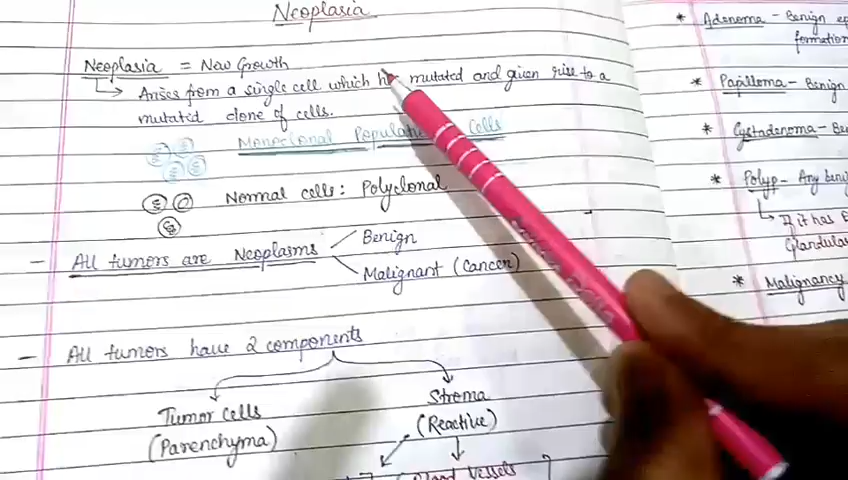 Neoplasia
Neoplasia = New Growth
Arises from a single cell which mutated and given rise to a
mutated clone of cells.
Monoclonal Population Cells
Normal cells: Polyclonal
- All tumors are Neoplasms
Benign
Malignant (Cancer)
- All tumors have 2 components
Tumor Cells
(Parenchyma)
Stroma
(Reactive)
Blood Vessels
* Adenoma - Benign ep
formation
* Papilloma - Benign
* Cystadenoma - Be
* Polyp - Any beni
If it has
Glandula
* Malignancy